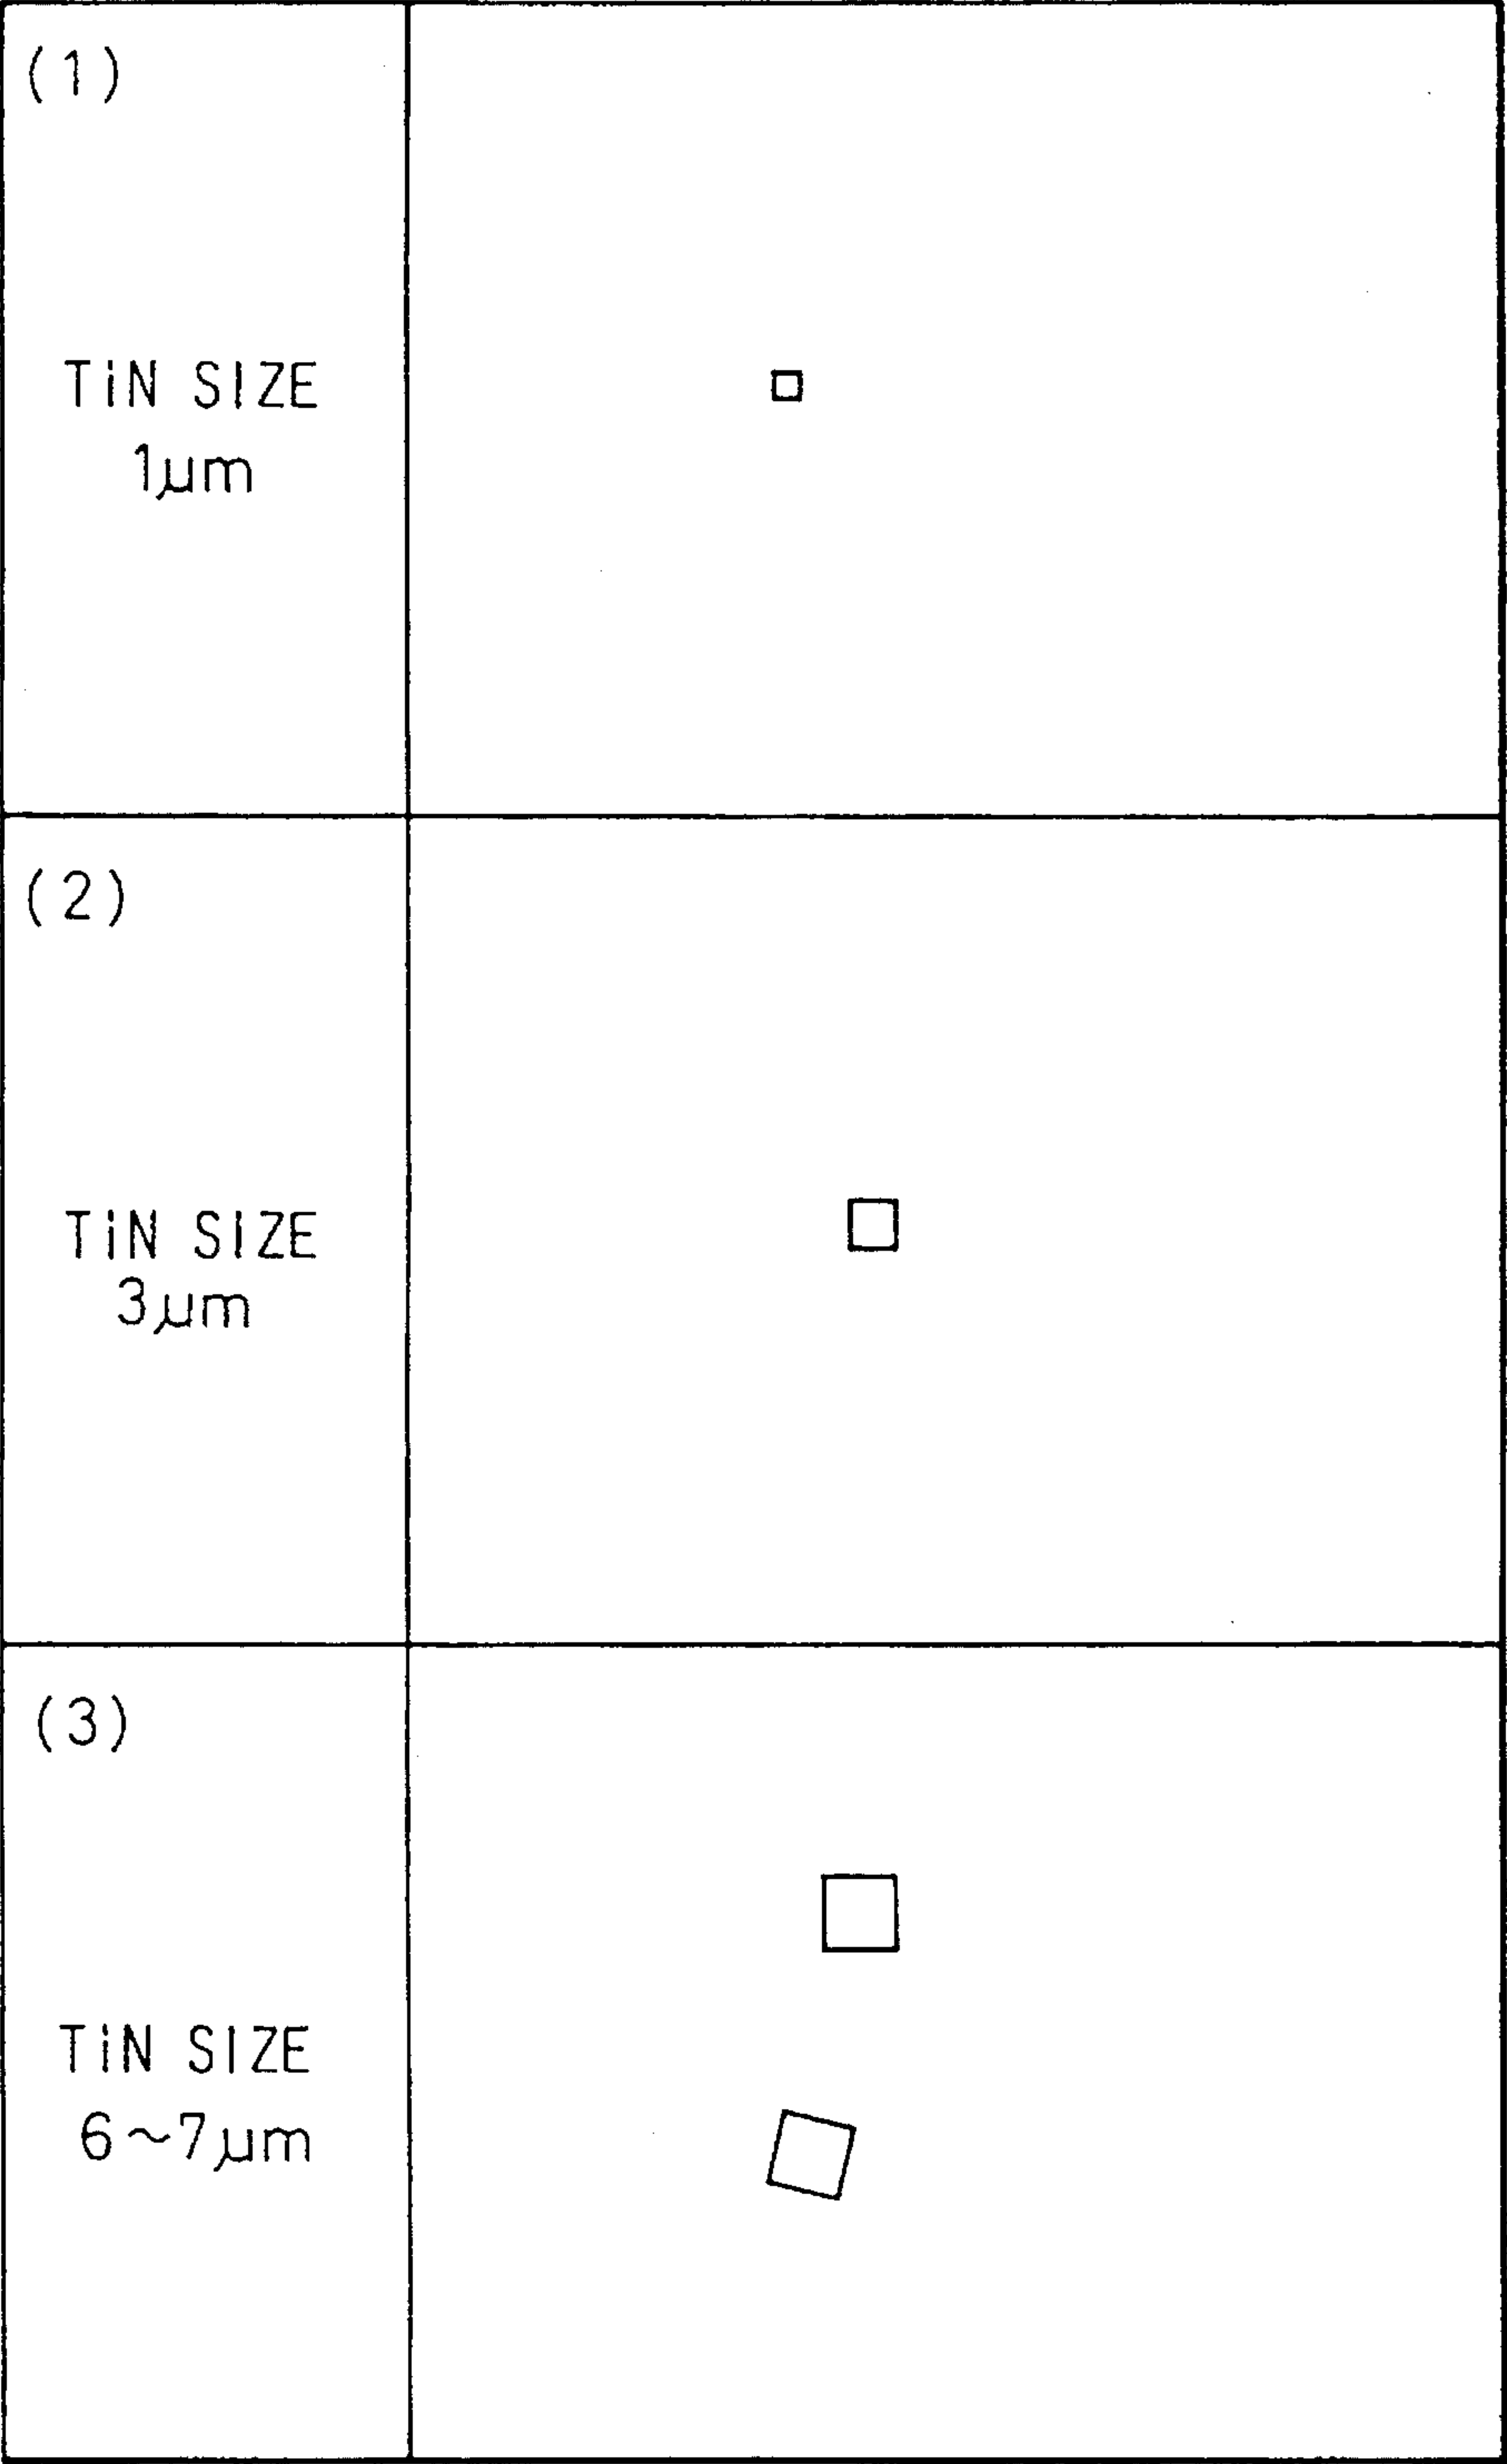 (1)
TiN SIZE
1μm
(2)
TiN SIZE
3μm
(3)
TiN SIZE
6~7μm